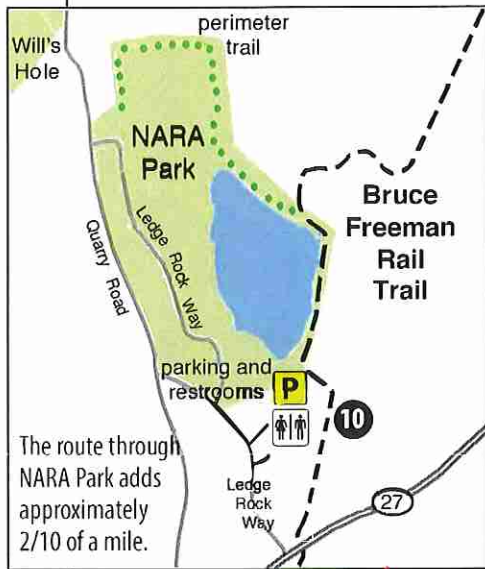 perimeter
trail
Will's
Hole
NARA
Park
Bruce
Freeman
Rail
Trail
Ledge Rock Way
Quarry Road
parking and
restrooms
P
10
The route through
NARA Park adds
approximately
2/10 of a mile.
Ledge
Rock
Way
27